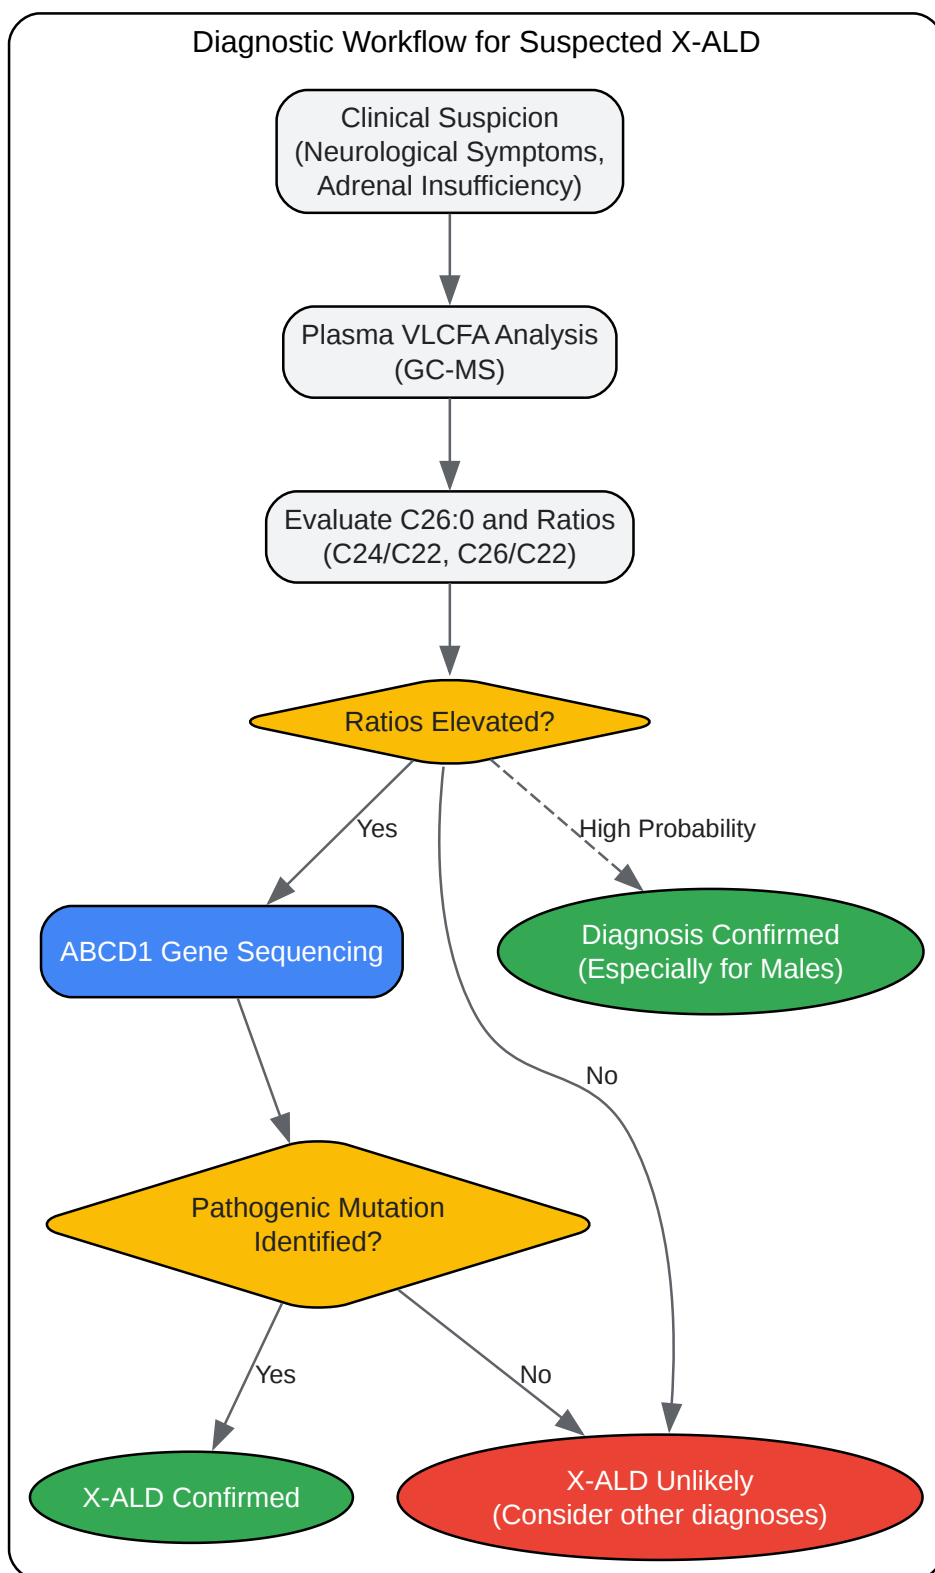 Diagnostic Workflow for Suspected X-ALD
Clinical Suspicion
(Neurological Symptoms,
Adrenal Insufficiency)
Plasma VLCFA Analysis
(GC-MS)
Evaluate C26:0 and Ratios
(C24/C22, C26/C22)
Ratios Elevated?
Yes
High Probability
ABCD1 Gene Sequencing
Diagnosis Confirmed
(Especially for Males)
No
Pathogenic Mutation
Identified?
Yes
No
X-ALD Confirmed
X-ALD Unlikely
(Consider other diagnoses)